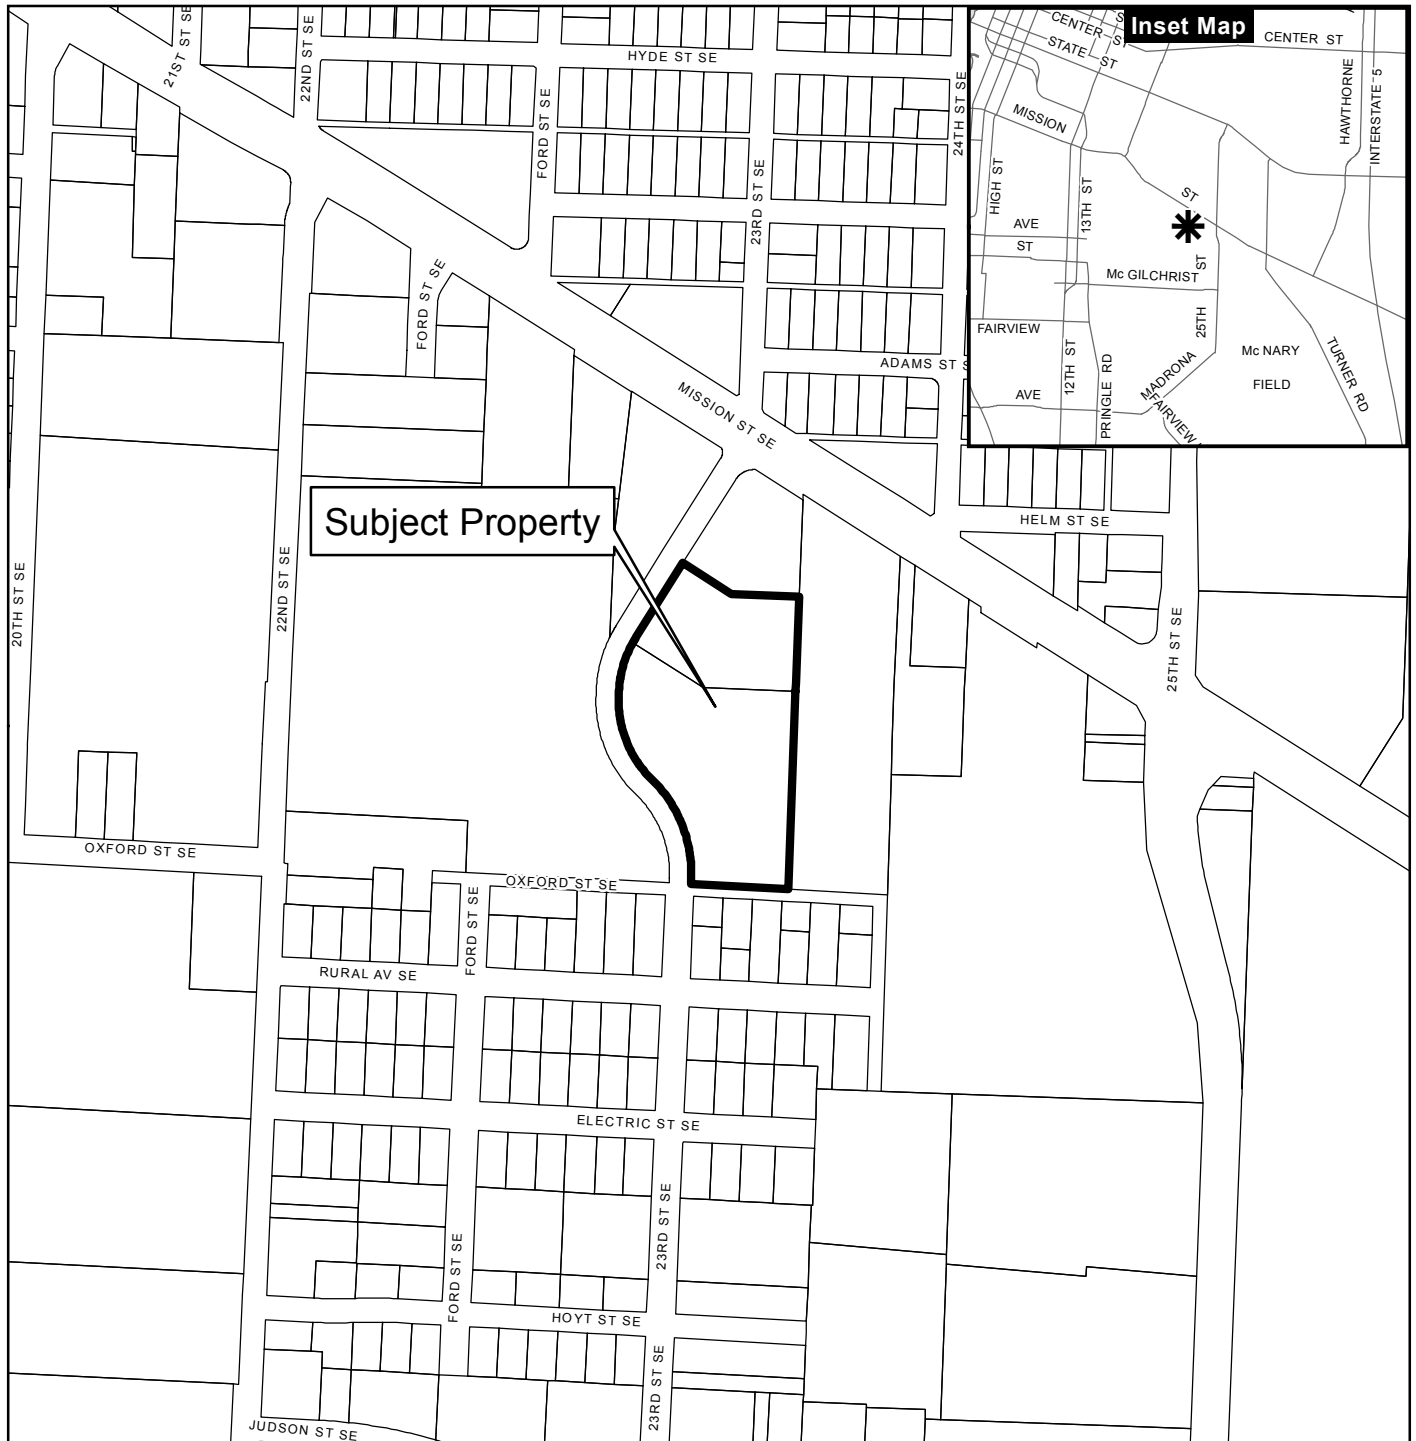 21ST ST SE
22ND ST SE
HYDE ST SE
FORD ST SE
24TH ST SE
23RD ST SE
FORD ST SE
ADAMS ST S
MISSION ST SE
Subject Property
HELM ST SE
20TH ST SE
22ND ST SE
25TH ST SE
OXFORD ST SE
OXFORD ST SE
FORD ST SE
RURAL AV SE
ELECTRIC ST SE
23RD ST SE
FORD ST SE
HOYT ST SE
23RD ST SE
JUDSON ST SE
Inset Map
CENTER ST
CENTER ST
STATE ST
HAWTHORNE
INTERSTATE 5
MISSION
ST
HIGH ST
13TH ST
AVE
ST
Mc GILCHRIST
ST
25TH
FAIRVIEW
12TH ST
PRINGLE RD
MADRONA
Mc NARY
FIELD
TURNER RD
AVE
FAIRVIEW